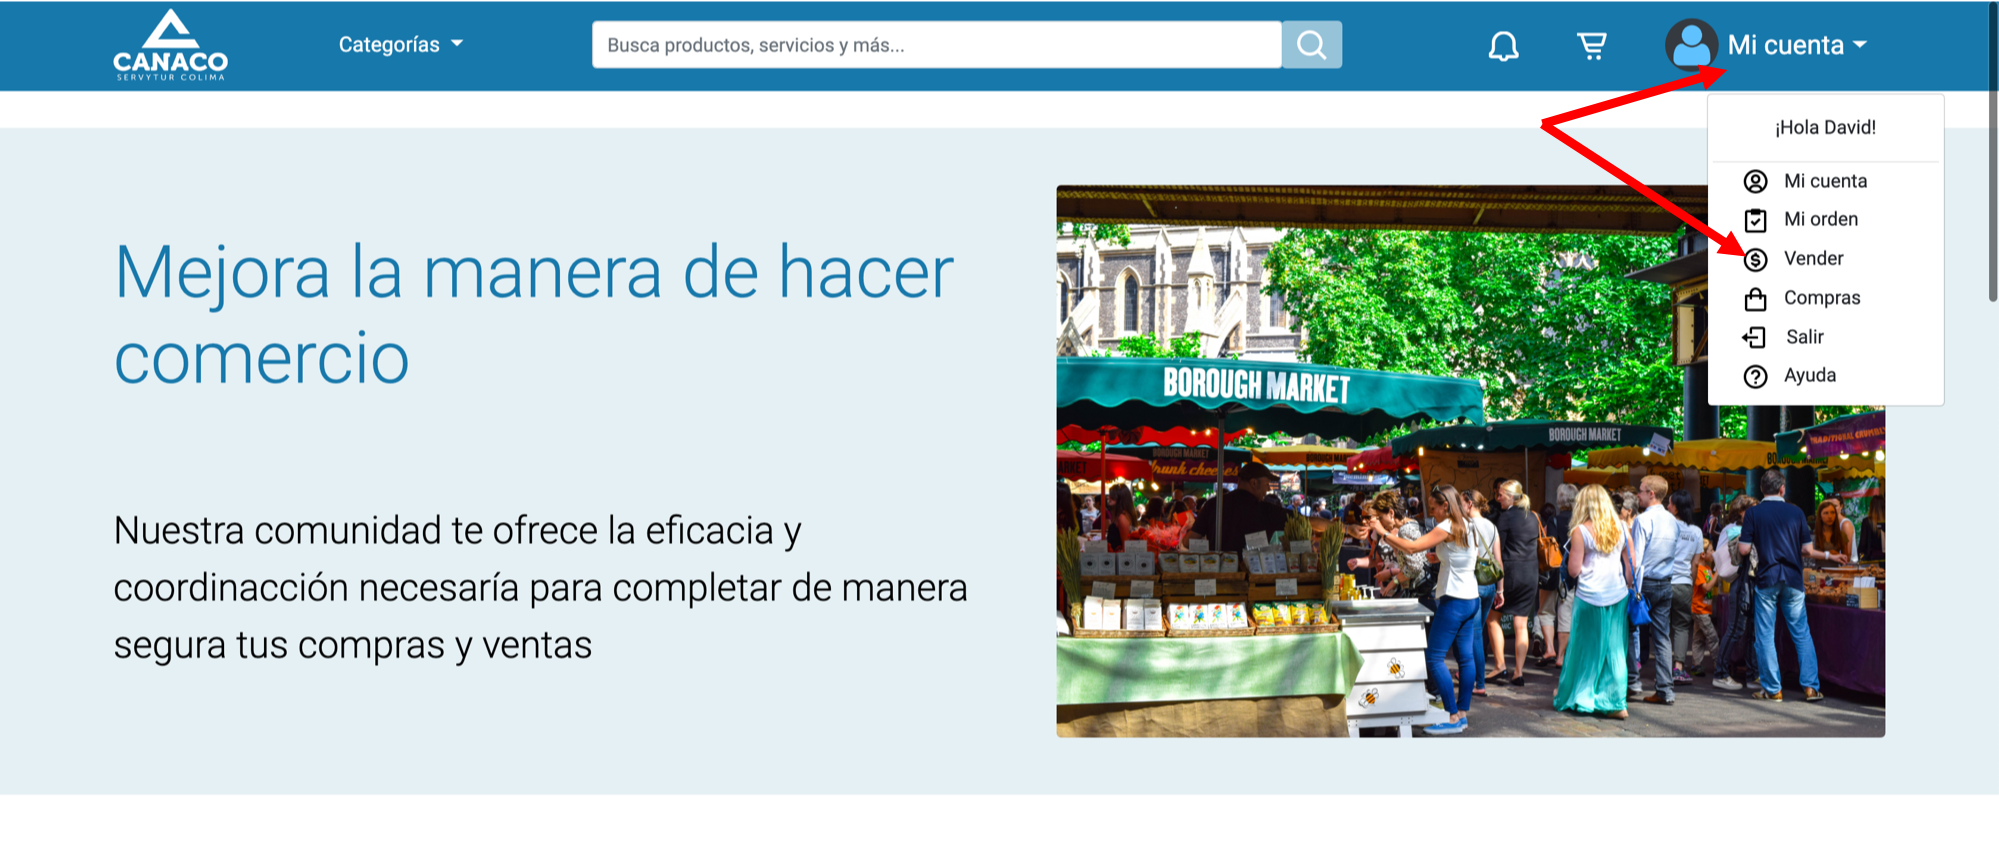 CANACO
SERVYTUR COLIMA
Categorías
Busca productos, servicios y más...
Mi cuenta
¡Hola David!
Mi cuenta
Mi orden
Vender
Compras
Salir
Ayuda
Mejora la manera de hacer
comercio
Nuestra comunidad te ofrece la eficacia y
coordinacción necesaría para completar de manera
segura tus compras y ventas
BOROUGH MARKET
BOROUGH MARKET
BOROUGH MARKET